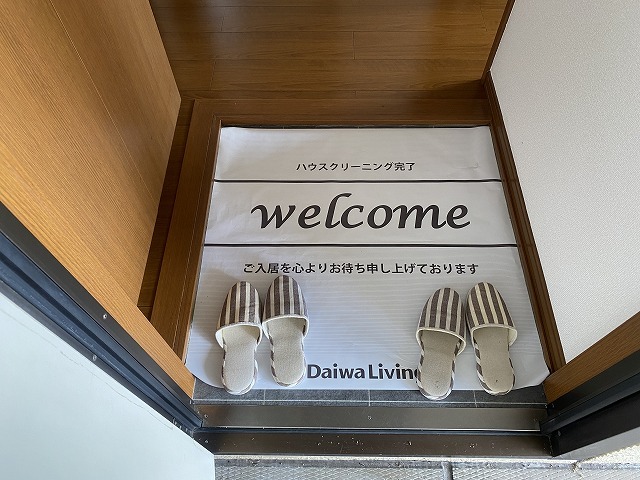 ハウスクリーニング完了
welcome
ご入居を心よりお待ち申し上げております
Daiwa Living